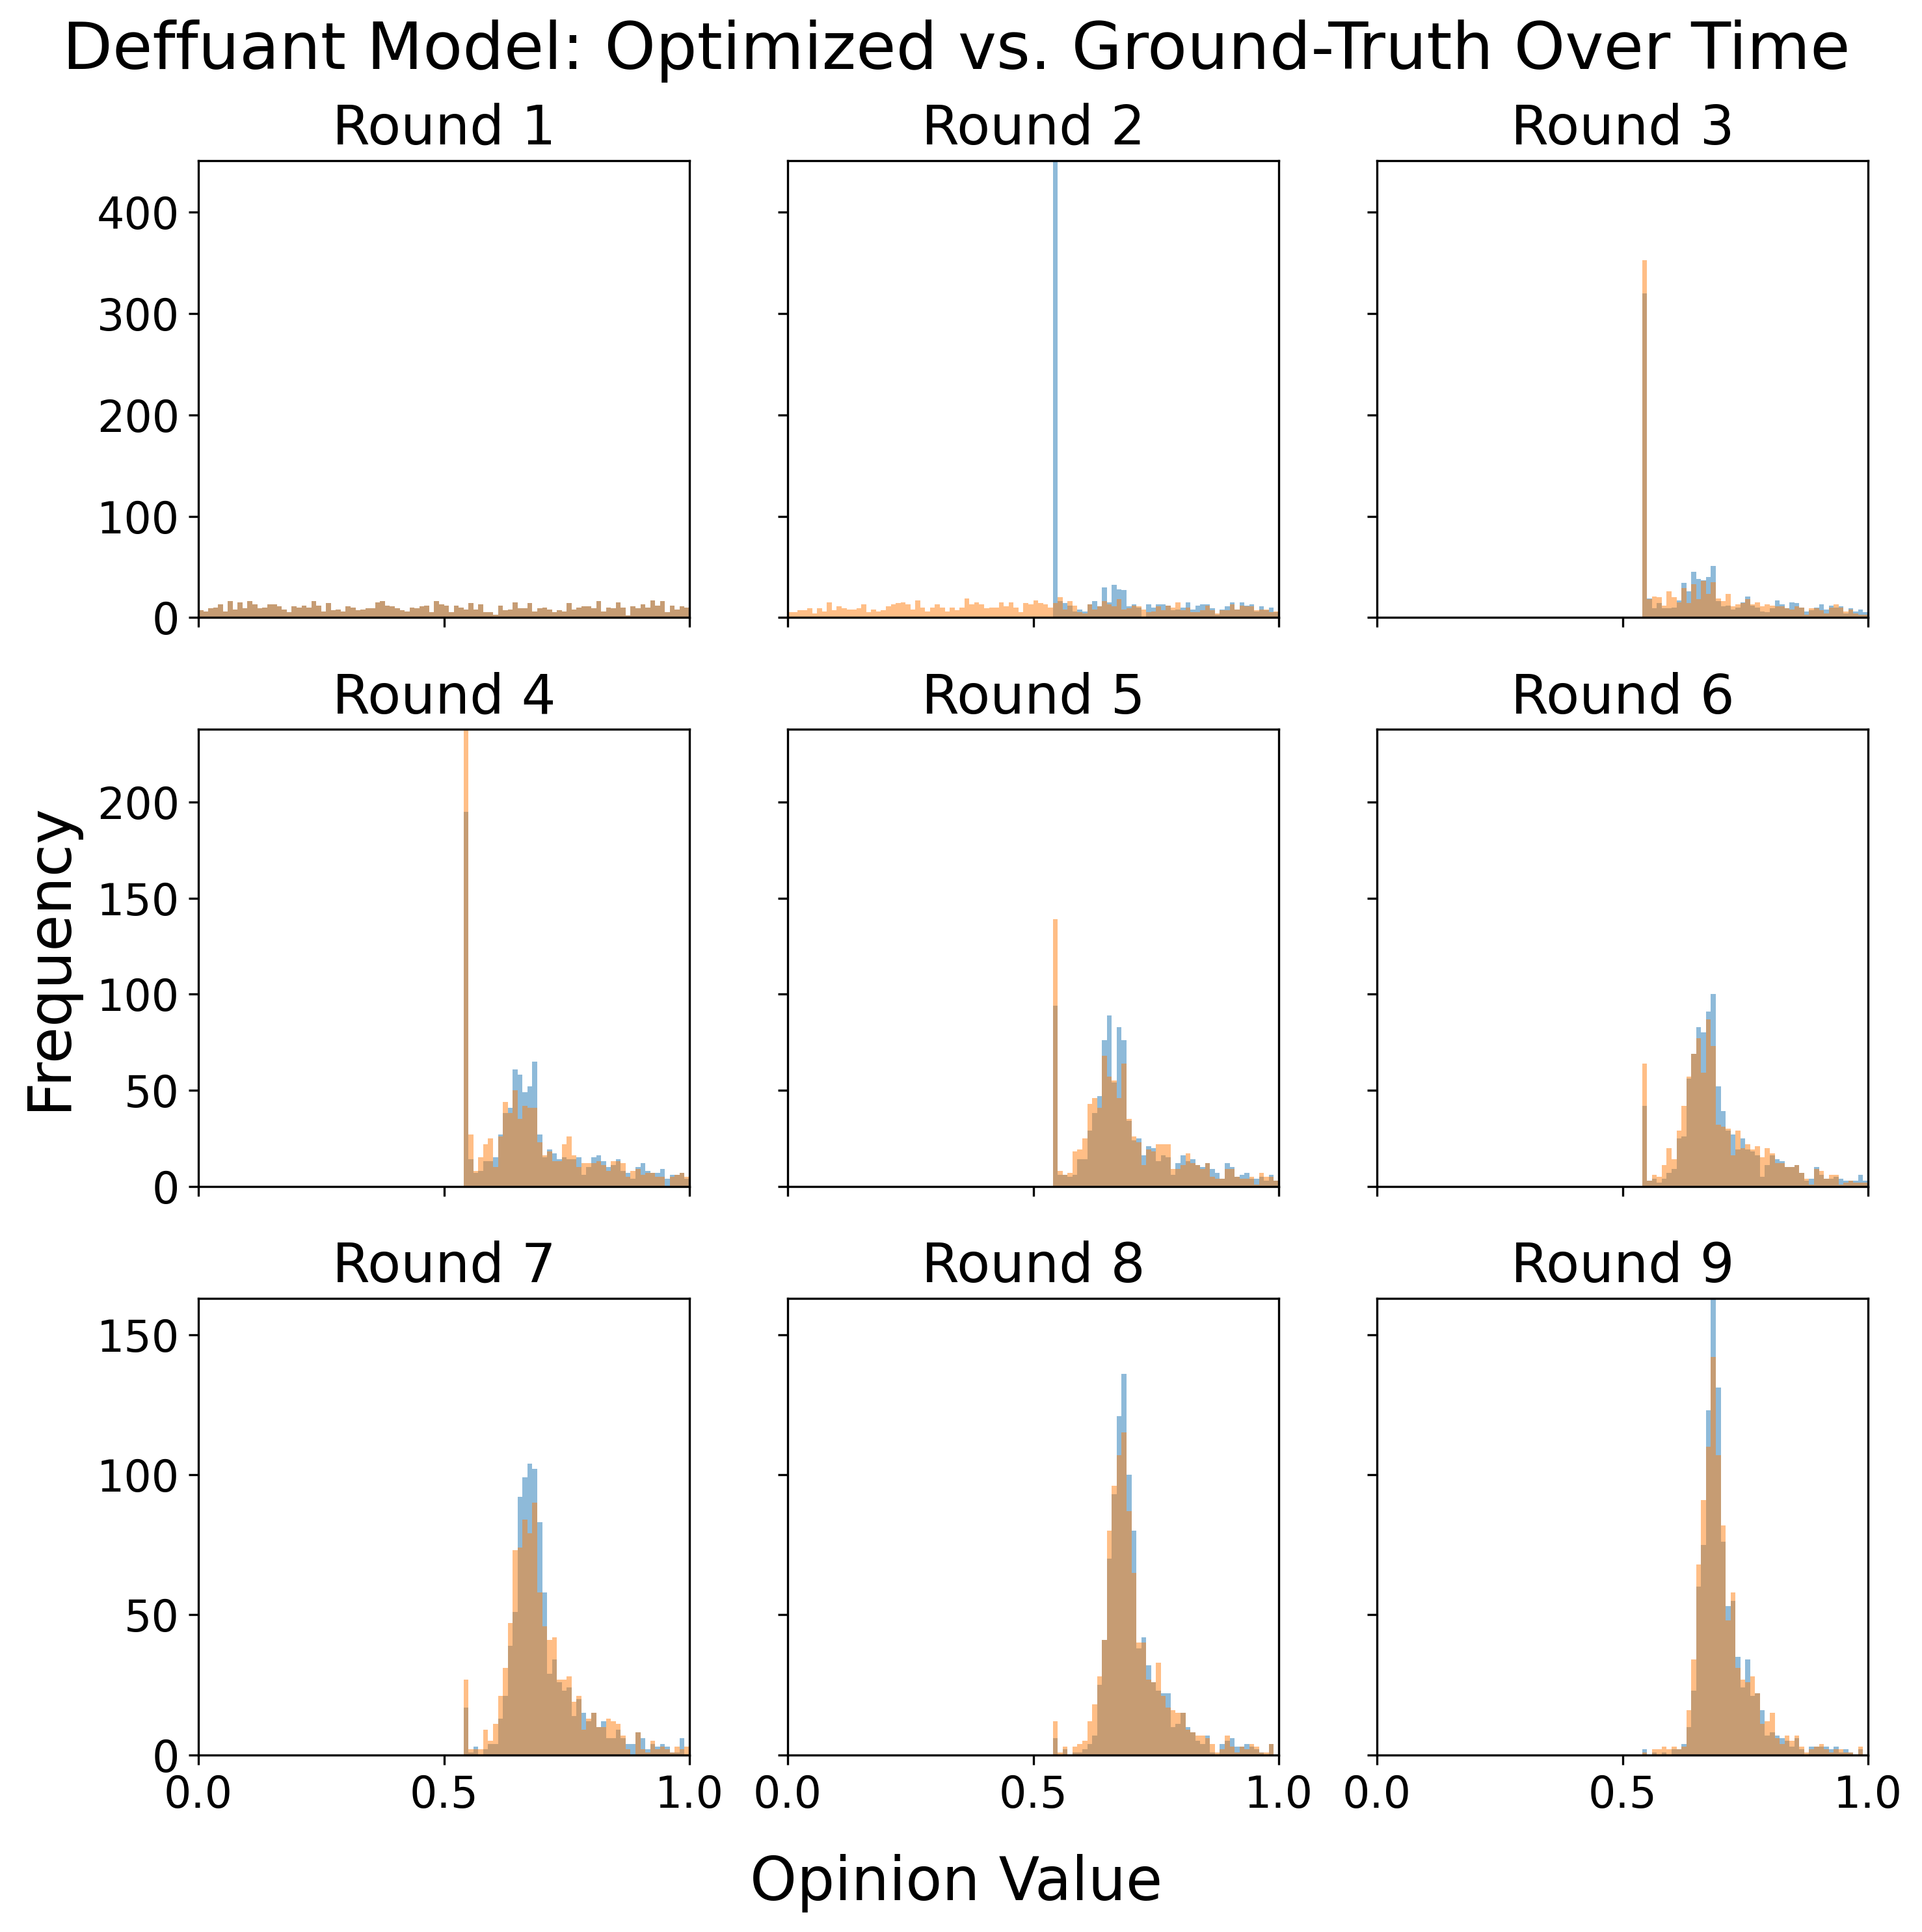 Deffuant Model: Optimized vs. Ground-Truth Over Time
Round 1
Round 2
Round 3
400
300
200
100
0
Round 4
Round 5
Round 6
200
150
100
50
0
Frequency
Round 7
Round 8
Round 9
150
100
50
0
0.0 0.5 1.0 0.0 0.5 1.0 0.0 0.5 1.0
Opinion Value